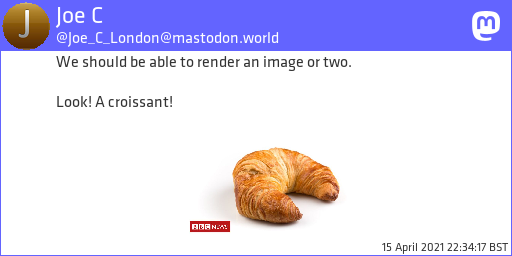 J
Joe C
@Joe_C_London@mastodon.world
We should be able to render an image or two.
Look! A croissant!
BBC NEWS
15 April 2021 22:34:17 BST